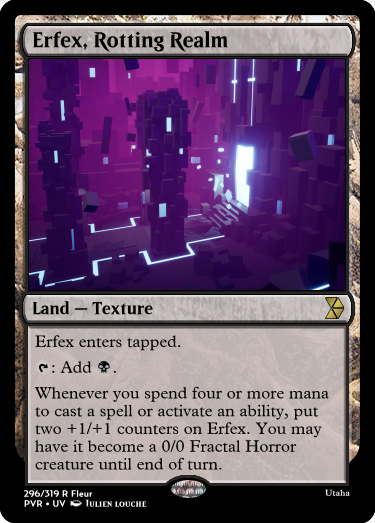 Erfex, Rotting Realm
Land — Texture
Erfex enters tapped.
: Add .
Whenever you spend four or more mana
to cast a spell or activate an ability, put
two +1/+1 counters on Erfex. You may
have it become a 0/0 Fractal Horror
creature until end of turn.
296/319 R Fleur
Utaha
PVR • UV Julien Louche